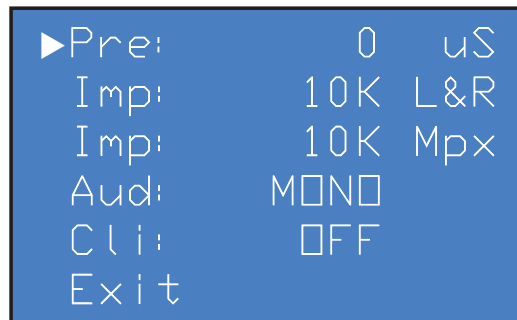 ▶Pre: 0 uS
Imp: 10K L&R
Imp: 10K Mpx
Aud: MONO
Cli: OFF
Exit